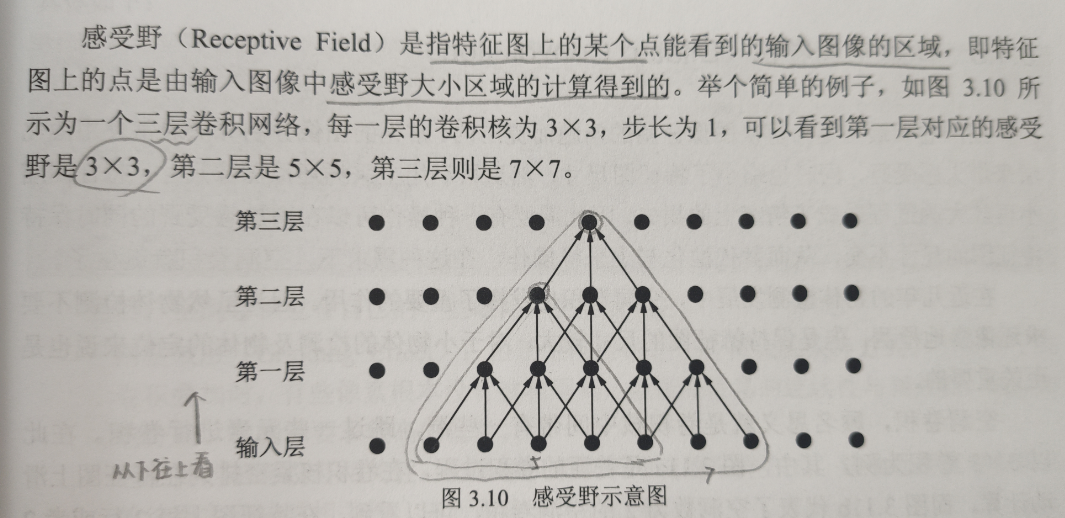 感受野（Receptive Field）是指特征图上的某个点能看到的输入图像的区域，即特征
图上的点是由输入图像中感受野大小区域的计算得到的。举个简单的例子，如图 3.10 所
示为一个三层卷积网络，每一层的卷积核为 3×3，步长为 1，可以看到第一层对应的感受
野是 3×3，第二层是 5×5，第三层则是 7×7。
第三层
第二层
第一层
输入层
从下往上看
5
7
图 3.10 感受野示意图